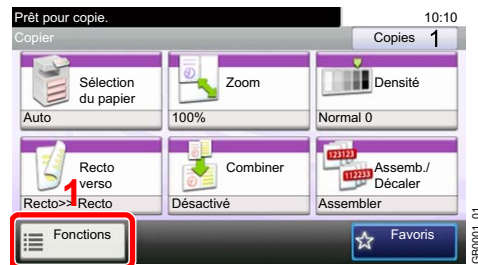 Prêt pour copie.
10:10
Copier
Copies 1
Sélection
du papier
Auto
Zoom
100%
Densité
Normal 0
Recto
verso
Recto>> Recto
1
Combiner
Désactivé
123123
112233
Assemb./
Décaler
Assembler
Fonctions
Favoris
GB0001_01